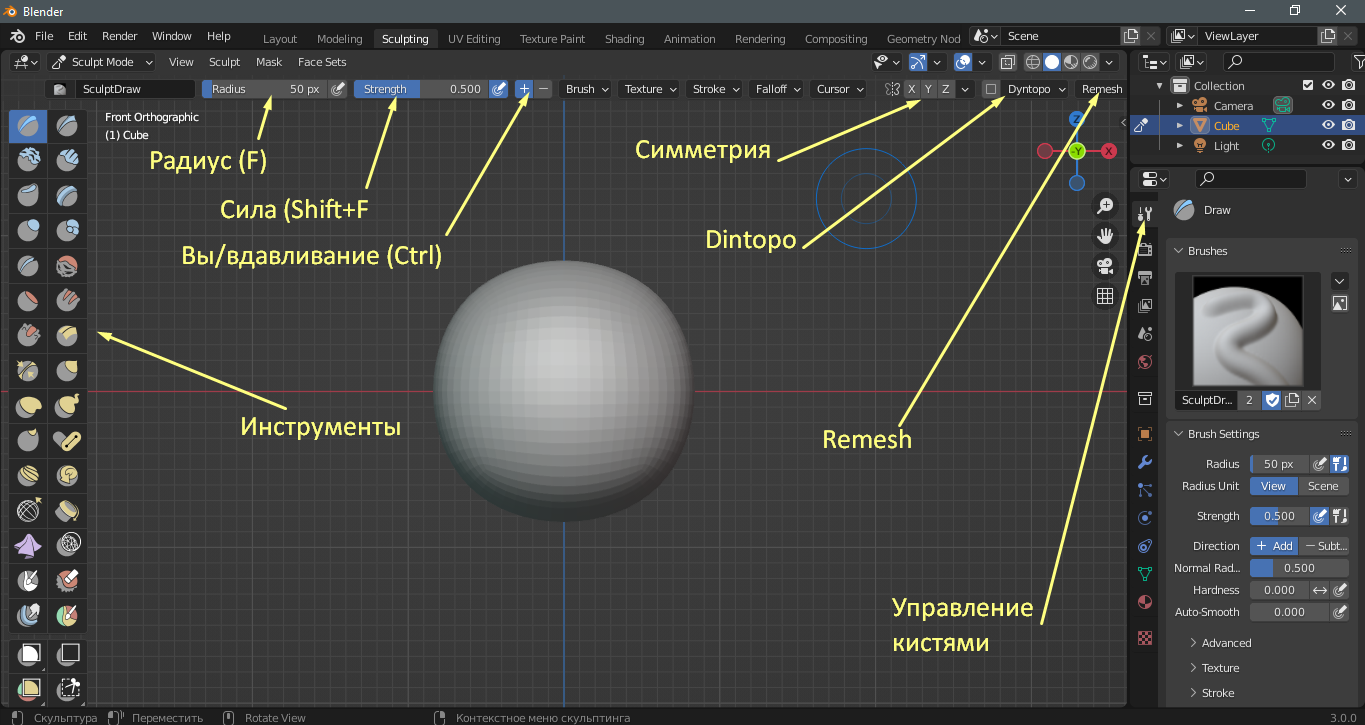 Blender
File Edit Render Window Help
Layout Modeling Sculpting UV Editing Texture Paint Shading Animation Rendering Compositing Geometry Nod
Scene
ViewLayer
Sculpt Mode View Sculpt Mask Face Sets
SculptDraw Radius 50 px Strength 0.500 + − Brush Texture Stroke Falloff Cursor X Y Z Dyntopo Remesh
Collection
Camera
Cube
Light
Front Orthographic
(1) Cube
Z
-Y
X
Радиус (F)
Симметрия
Сила (Shift+F
Dintopo
Вы/вдавливание (Ctrl)
Инструменты
Remesh
Управление
кистями
Draw
Brushes
SculptDr... 2
Brush Settings
Radius 50 px
Radius Unit View Scene
Strength 0.500
Direction + Add − Subt...
Normal Rad... 0.500
Hardness 0.000
Auto-Smooth 0.000
Advanced
Texture
Stroke
Скульптура Переместить Rotate View Контекстное меню скульптинга 3.0.0